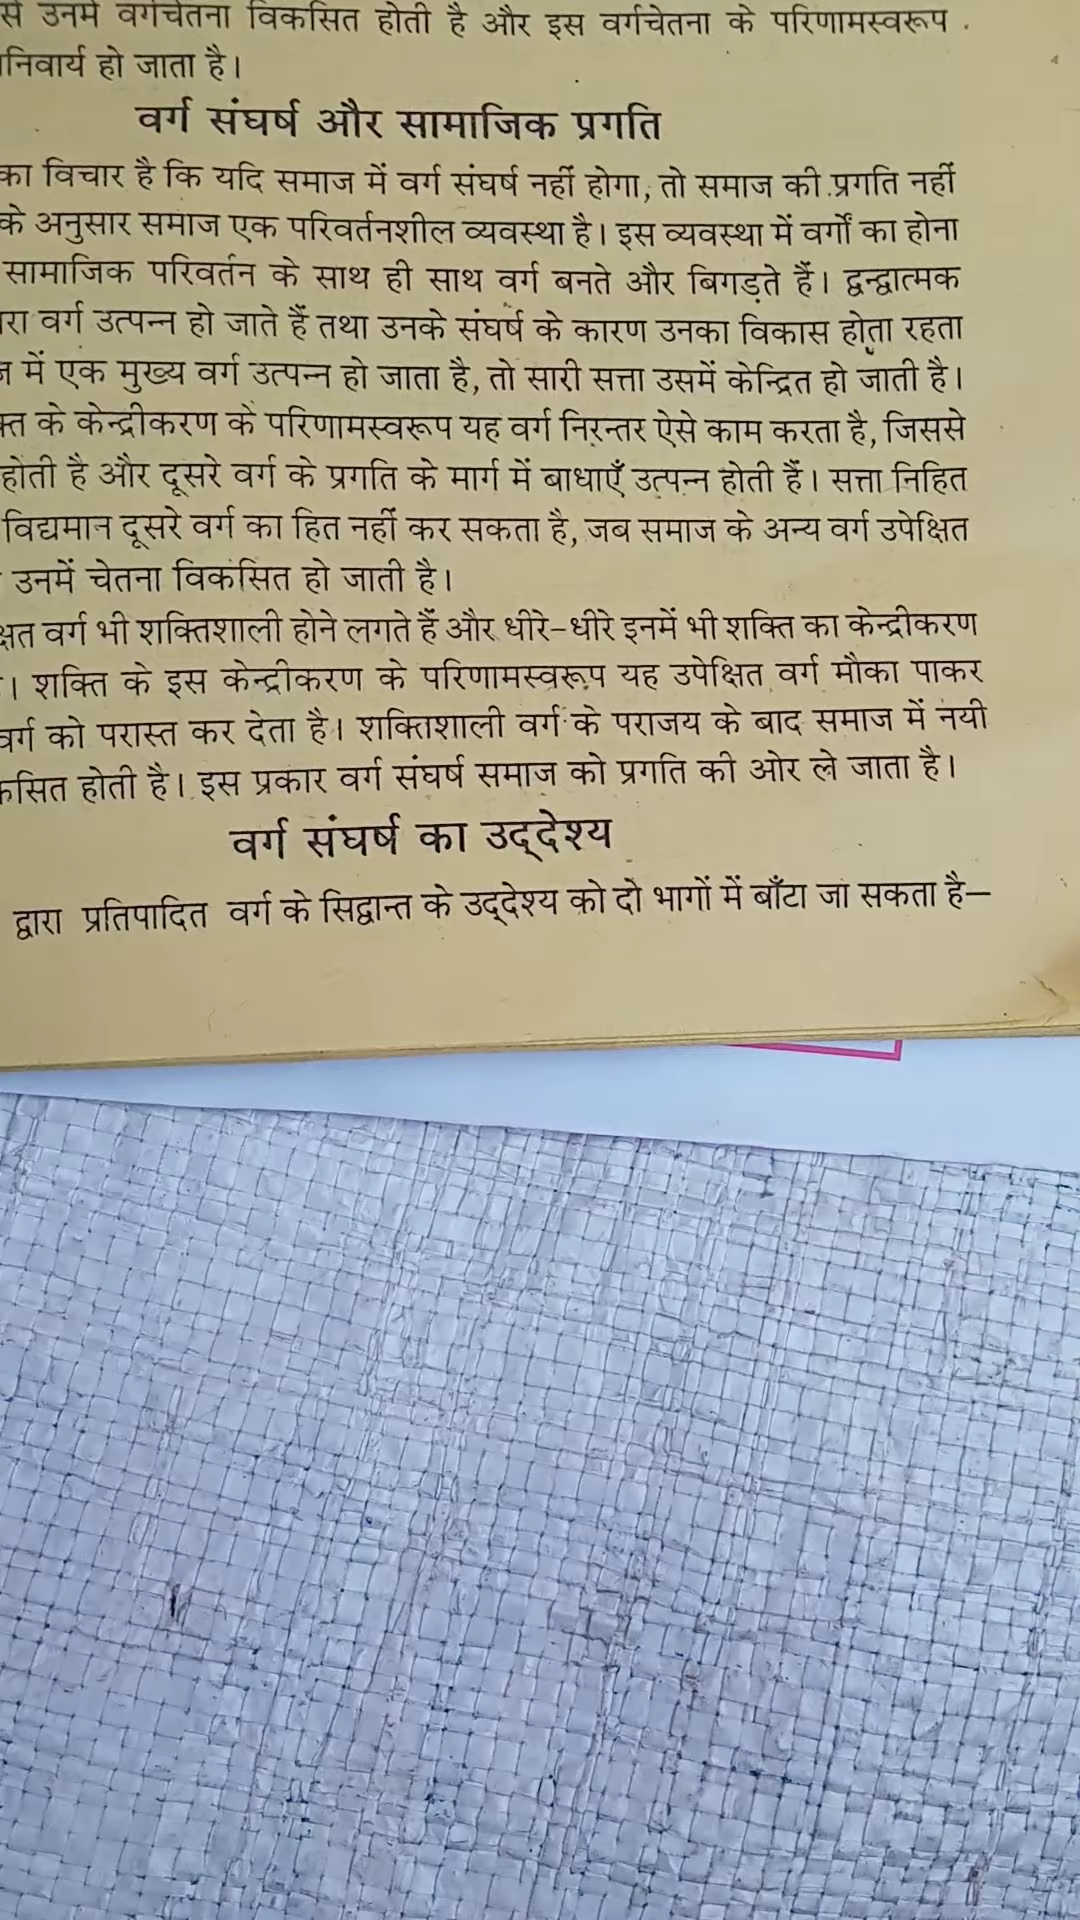 से उनमें वर्गचेतना विकसित होती है और इस वर्गचेतना के परिणामस्वरूप
हो जाता है।
वर्ग संघर्ष और सामाजिक प्रगति
का विचार है कि यदि समाज में वर्ग संघर्ष नहीं होगा, तो समाज की प्रगति नहीं
के अनुसार समाज एक परिवर्तनशील व्यवस्था है। इस व्यवस्था में वर्गों का होना
सामाजिक परिवर्तन के साथ ही साथ वर्ग बनते और बिगड़ते हैं। द्वन्द्वात्मक
वर्ग उत्पन्न हो जाते हैं तथा उनके संघर्ष के कारण उनका विकास होता रहता
में एक मुख्य वर्ग उत्पन्न हो जाता है, तो सारी सत्ता उसमें केन्द्रित हो जाती है।
के केन्द्रीकरण के परिणामस्वरूप यह वर्ग निरन्तर ऐसे काम करता है, जिससे
होती है और दूसरे वर्ग के प्रगति के मार्ग में बाधाएँ उत्पन्न होती हैं। सत्ता निहित
विद्यमान दूसरे वर्ग का हित नहीं कर सकता है, जब समाज के अन्य वर्ग उपेक्षित
उनमें चेतना विकसित हो जाती है।
वर्ग भी शक्तिशाली होने लगते हैं और धीरे-धीरे इनमें भी शक्ति का केन्द्रीकरण
। शक्ति के इस केन्द्रीकरण के परिणामस्वरूप यह उपेक्षित वर्ग मौका पाकर
वर्ग को परास्त कर देता है। शक्तिशाली वर्ग के पराजय के बाद समाज में नयी
होती है। इस प्रकार वर्ग संघर्ष समाज को प्रगति की ओर ले जाता है।
वर्ग संघर्ष का उद्देश्य
द्वारा प्रतिपादित वर्ग के सिद्वान्त के उद्देश्य को दो भागों में बाँटा जा सकता है—